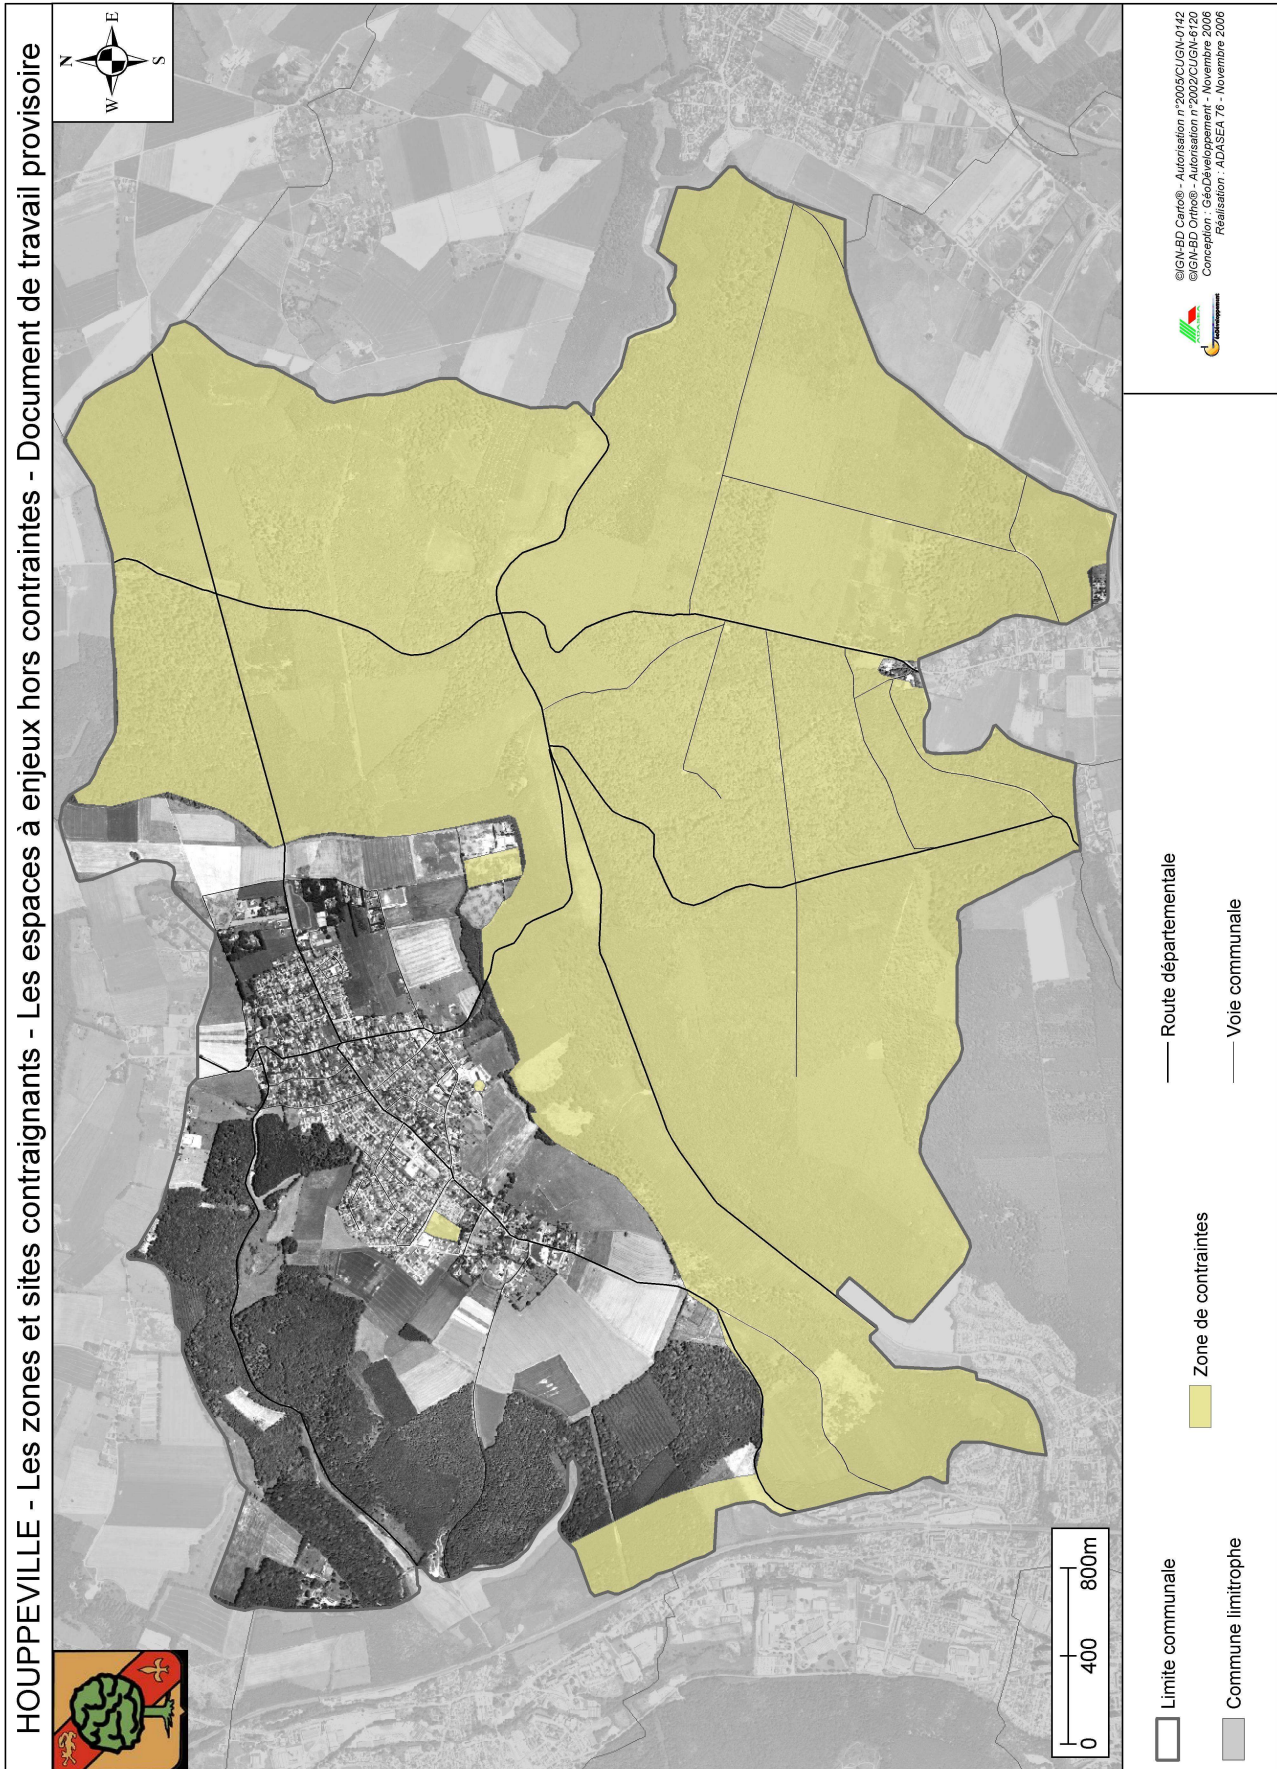 HOUPPEVILLE - Les zones et sites contraignants - Les espaces à enjeux hors contraintes - Document de travail provisoire
N
W
E
S
0 400 800m
Limite communale
Commune limitrophe
Zone de contraintes
Route départementale
Voie communale
©IGN-BD Carto® - Autorisation n°2005/CUGN-0142
©IGN-BD Ortho® - Autorisation n°2002/CUGN-6120
Conception : GéoDéveloppement - Novembre 2006
Réalisation : ADASEA 76 - Novembre 2006
ADASEA
GéoDéveloppement